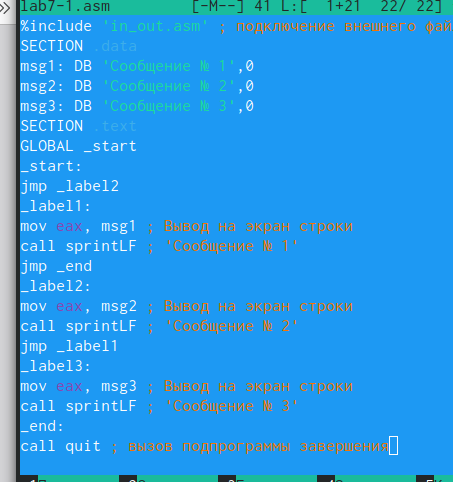 lab7-1.asm [-M--] 41 L:[ 1+21 22/ 22]
%include 'in_out.asm' ; подключение внешнего фай
SECTION .data
msg1: DB 'Сообщение № 1',0
msg2: DB 'Сообщение № 2',0
msg3: DB 'Сообщение № 3',0
SECTION .text
GLOBAL _start
_start:
jmp _label2
_label1:
mov eax, msg1 ; Вывод на экран строки
call sprintLF ; 'Сообщение № 1'
jmp _end
_label2:
mov eax, msg2 ; Вывод на экран строки
call sprintLF ; 'Сообщение № 2'
jmp _label1
_label3:
mov eax, msg3 ; Вывод на экран строки
call sprintLF ; 'Сообщение № 3'
_end:
call quit ; вызов подпрограммы завершения